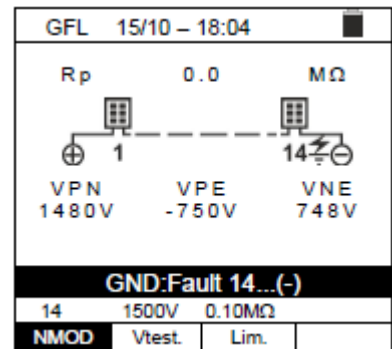 GFL 15/10 – 18:04
Rp 0.0 MΩ
1 14
VPN VPE VNE
1480V -750V 748V
GND:Fault 14...(-)
14 1500V 0.10MΩ
NMOD Vtest. Lim.